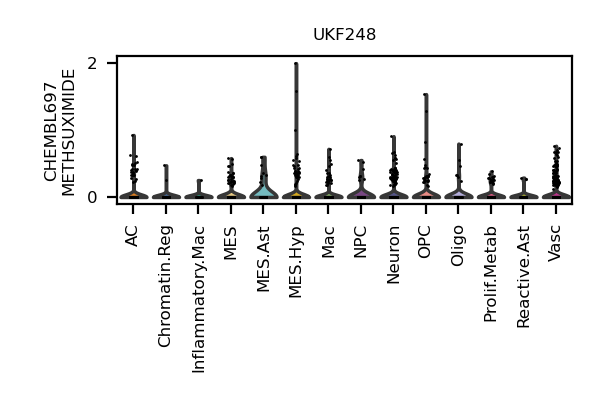 UKF248
CHEMBL697
METHSUXIMIDE
2
0
AC
Chromatin.Reg
Inflammatory.Mac
MES
MES.Ast
MES.Hyp
Mac
NPC
Neuron
OPC
Oligo
Prolif.Metab
Reactive.Ast
Vasc